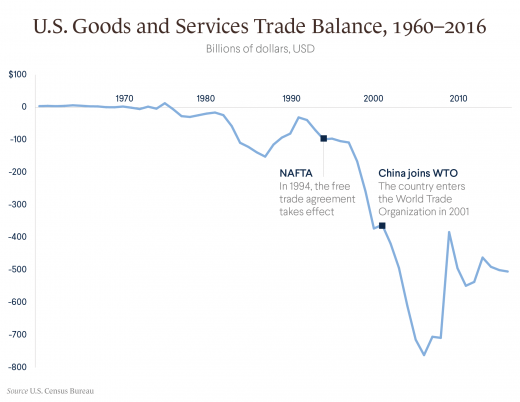 U.S. Goods and Services Trade Balance, 1960–2016
Billions of dollars, USD
$100
0
-100
-200
-300
-400
-500
-600
-700
-800
1970
1980
1990
2000
2010
NAFTA
In 1994, the free
trade agreement
takes effect
China joins WTO
The country enters
the World Trade
Organization in 2001
Source U.S. Census Bureau